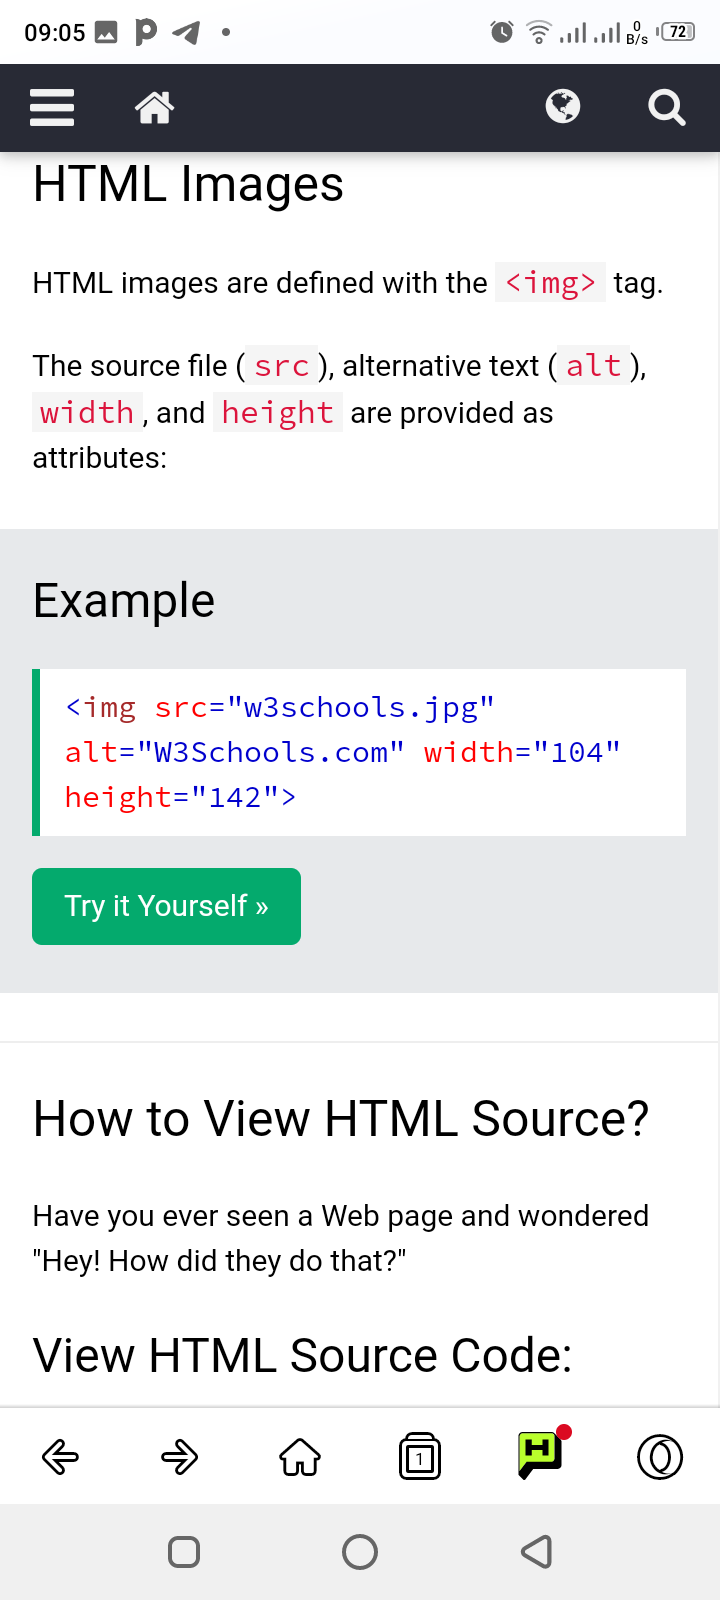 09:05
0
B/s
72
HTML Images
HTML images are defined with the <img> tag.
The source file (src), alternative text (alt),
width, and height are provided as
attributes:
Example
<img src="w3schools.jpg"
alt="W3Schools.com" width="104"
height="142">
Try it Yourself »
How to View HTML Source?
Have you ever seen a Web page and wondered
"Hey! How did they do that?"
View HTML Source Code:
1
H